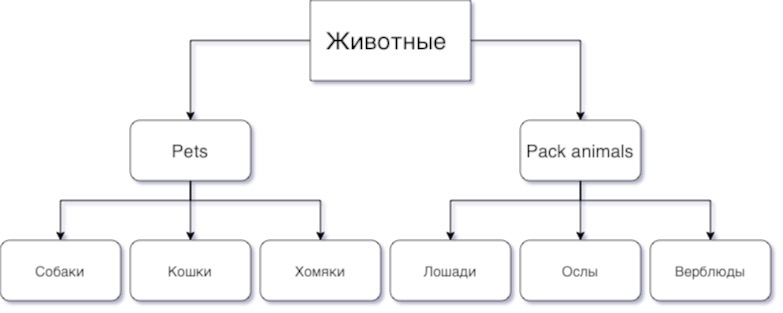 Животные
Pets
Pack animals
Собаки
Кошки
Хомяки
Лошади
Ослы
Верблюды